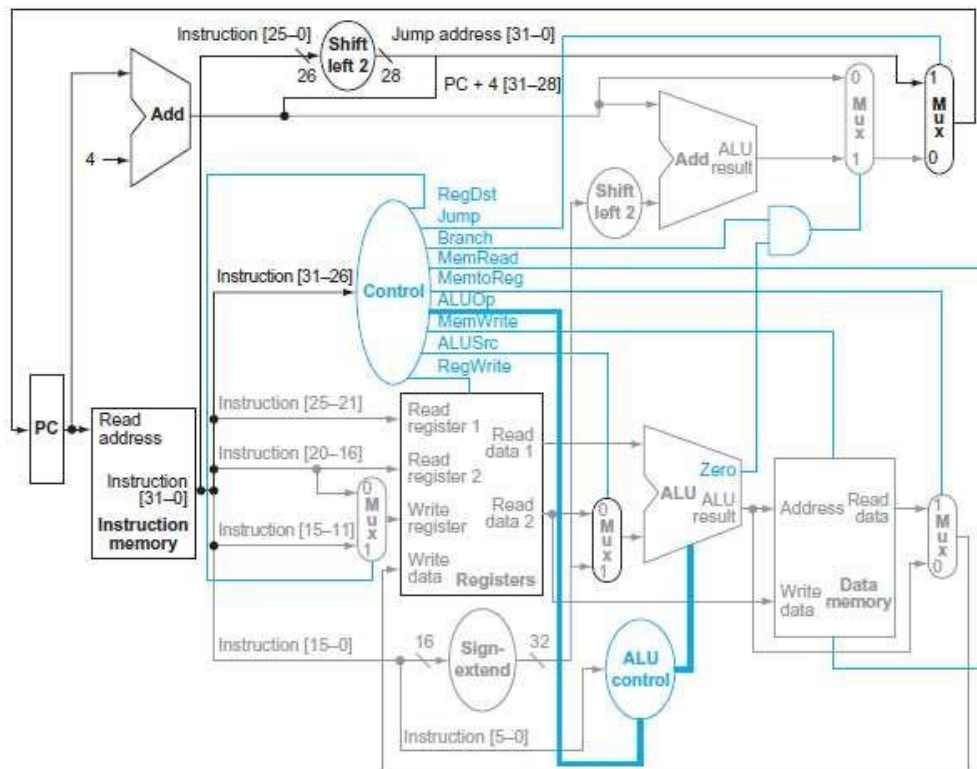 Instruction [25–0]
Shift
left 2
Jump address [31–0]
26
28
PC + 4 [31–28]
Add
4
0
M
u
x
1
1
M
u
x
0
Add
ALU
result
Shift
left 2
RegDst
Jump
Branch
MemRead
MemtoReg
ALUOp
MemWrite
ALUSrc
RegWrite
Instruction [31–26]
Control
PC
Read
address
Instruction
[31–0]
Instruction
memory
Instruction [25–21]
Instruction [20–16]
Instruction [15–11]
0
M
u
x
1
Read
register 1
Read
register 2
Write
register
Write
data
Read
data 1
Read
data 2
Registers
0
M
u
x
1
Zero
ALU
ALU
result
Address
Read
data
Write
data
Data
memory
1
M
u
x
0
Instruction [15–0]
16
Sign-
extend
32
ALU
control
Instruction [5–0]